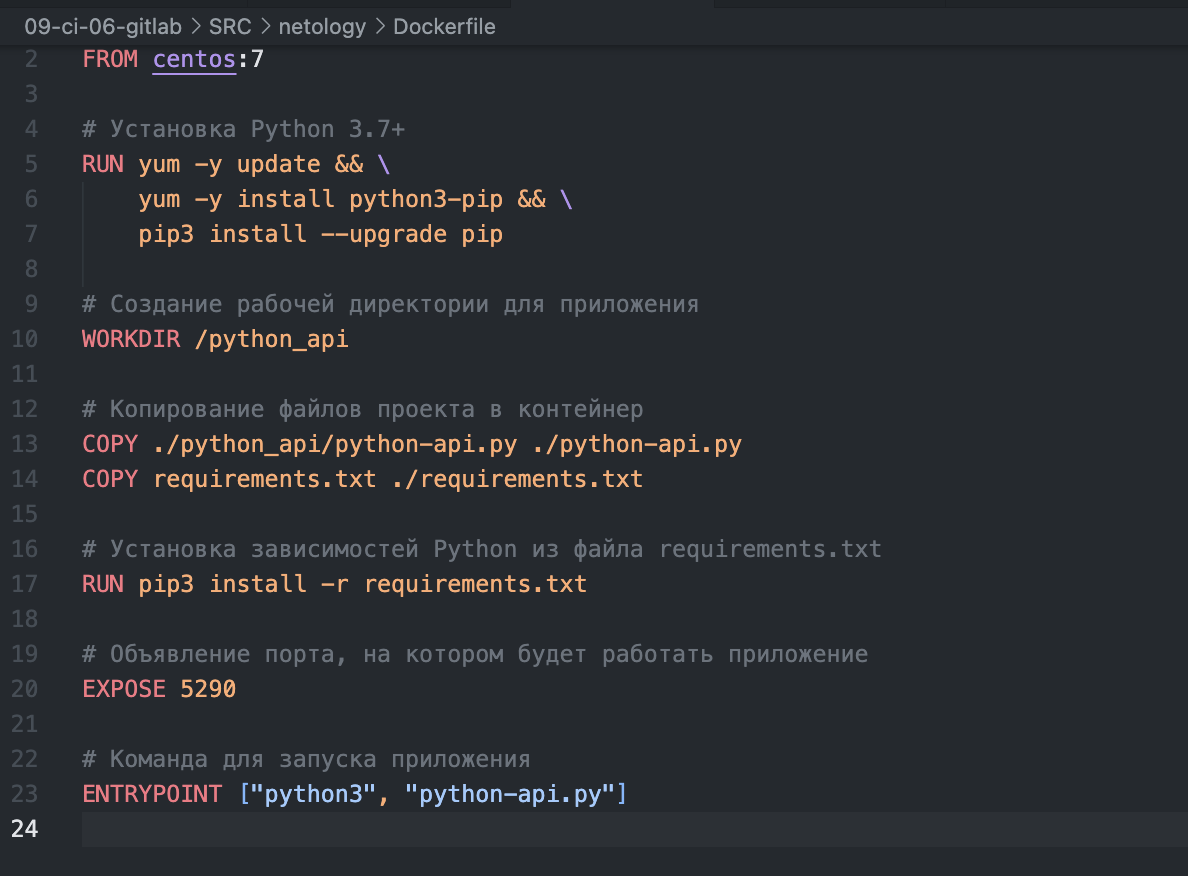 09-ci-06-gitlab > SRC > netology > Dockerfile
2 FROM centos:7
3
4 # Установка Python 3.7+
5 RUN yum -y update && \
6     yum -y install python3-pip && \
7     pip3 install --upgrade pip
8
9 # Создание рабочей директории для приложения
10 WORKDIR /python_api
11
12 # Копирование файлов проекта в контейнер
13 COPY ./python_api/python-api.py ./python-api.py
14 COPY requirements.txt ./requirements.txt
15
16 # Установка зависимостей Python из файла requirements.txt
17 RUN pip3 install -r requirements.txt
18
19 # Объявление порта, на котором будет работать приложение
20 EXPOSE 5290
21
22 # Команда для запуска приложения
23 ENTRYPOINT ["python3", "python-api.py"]
24